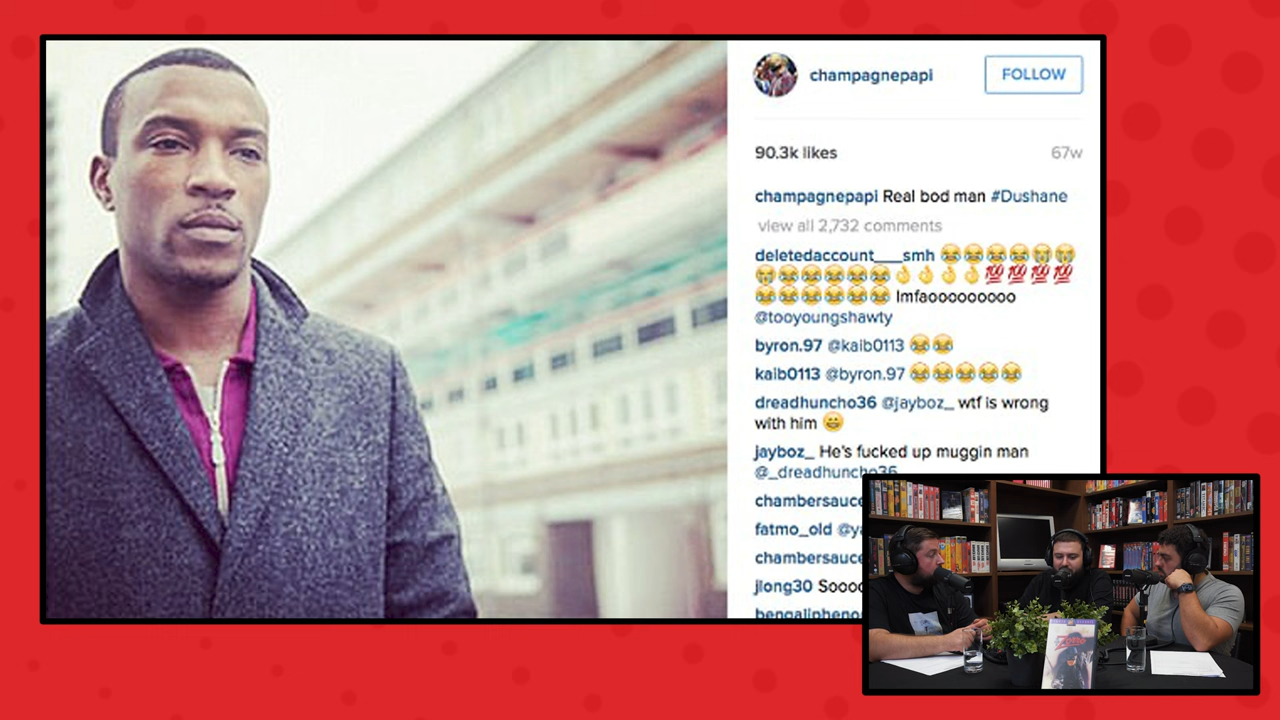 champagnepapi FOLLOW
90.3k likes 67w
champagnepapi Real bod man #Dushane
view all 2,732 comments
deletedaccount___smh 😂😂😂😂😭😭
😭😂😂😂😂😂👌👌👌👌💯💯💯💯
😂😂😂😂😂😂 lmfaoooooooooo
@tooyoungshawty
byron.97 @kaib0113 😂😂
kaib0113 @byron.97 😂😂😂😂😂
dreadhuncho36 @jayboz_ wtf is wrong
with him 😄
jayboz_ He's fucked up muggin man
@_dreadhuncho36
chambersauce
fatmo_old
chambersauce
jlong30